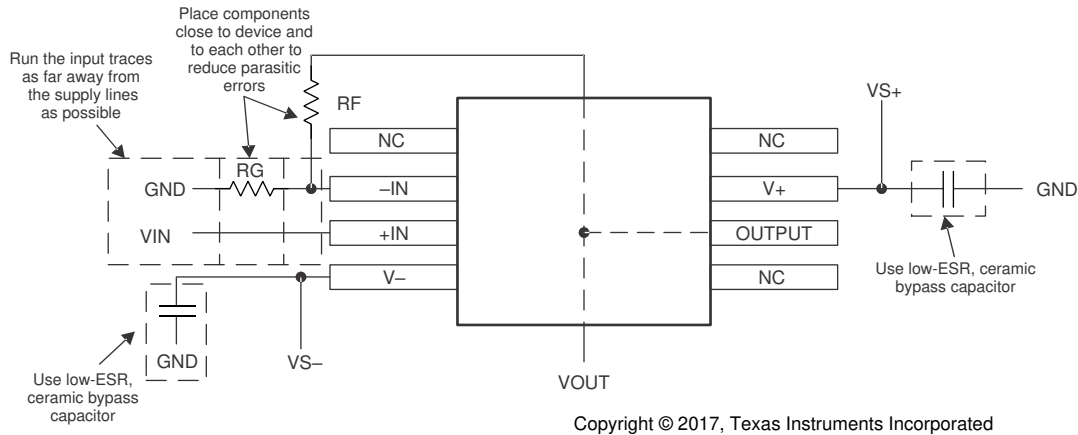 Place components
close to device and
to each other to
reduce parasitic
errors
Run the input traces
as far away from
the supply lines
as possible
RF
VS+
NC
NC
RG
GND
–IN
V+
GND
VIN
+IN
OUTPUT
V–
NC
Use low-ESR, ceramic
bypass capacitor
GND
VS–
VOUT
Use low-ESR,
ceramic bypass
capacitor
Copyright © 2017, Texas Instruments Incorporated